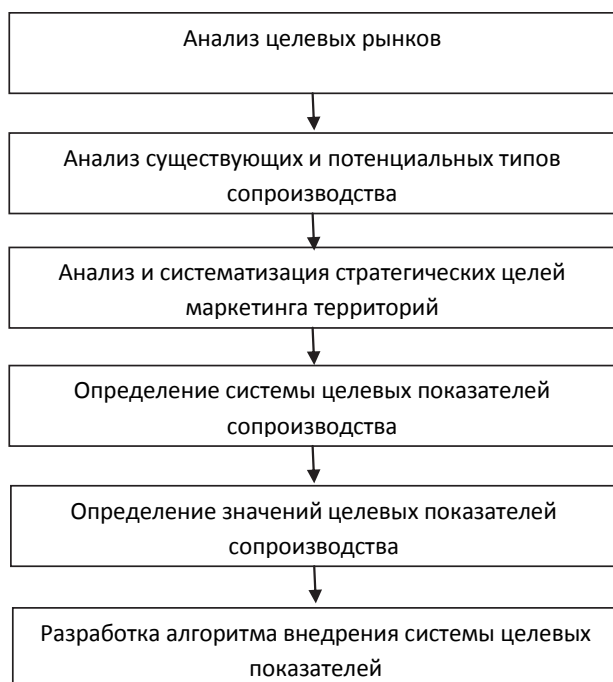 Анализ целевых рынков
Анализ существующих и потенциальных типов
сопроизводства
Анализ и систематизация стратегических целей
маркетинга территорий
Определение системы целевых показателей
сопроизводства
Определение значений целевых показателей
сопроизводства
Разработка алгоритма внедрения системы целевых
показателей